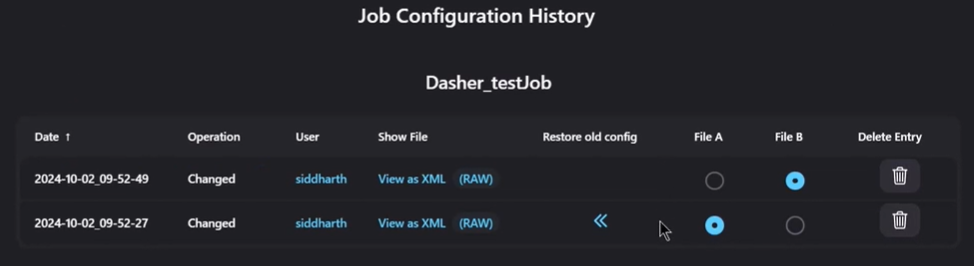 Job Configuration History
Dasher_testJob
Date ↑ Operation User Show File Restore old config File A File B Delete Entry
2024-10-02_09-52-49 Changed siddharth View as XML (RAW)
2024-10-02_09-52-27 Changed siddharth View as XML (RAW)